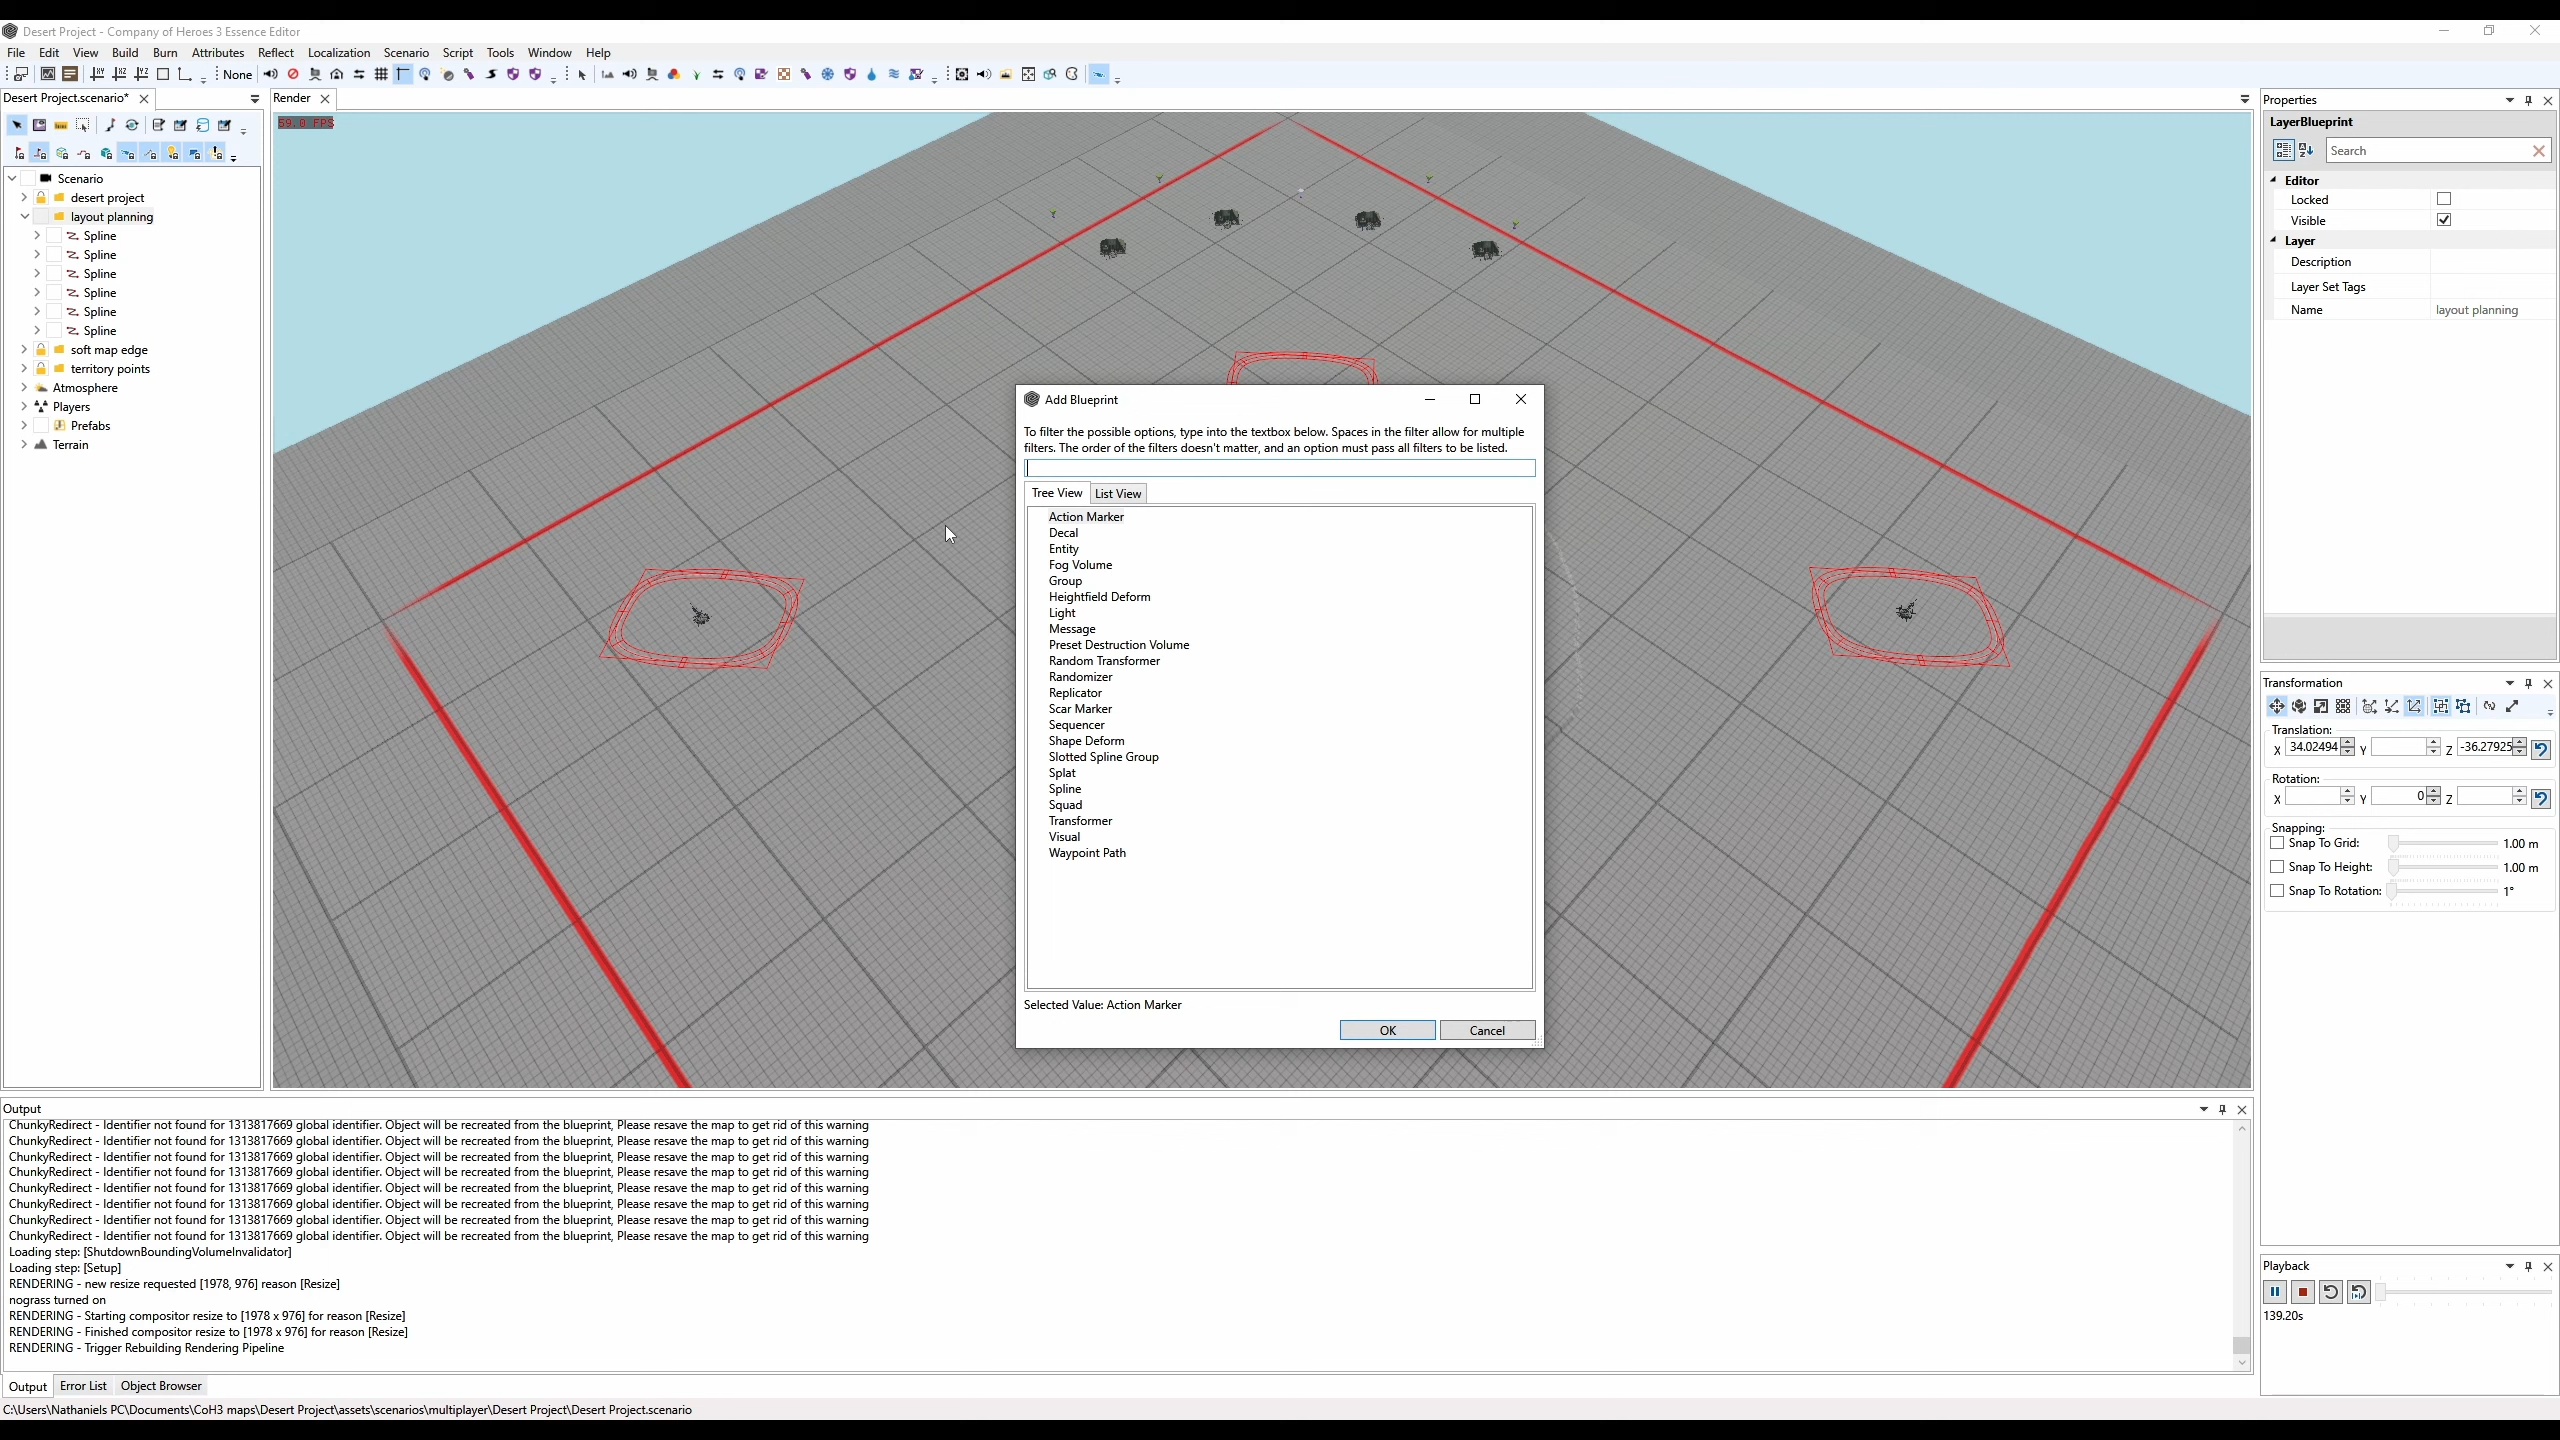 Desert Project - Company of Heroes 3 Essence Editor
File Edit View Build Burn Attributes Reflect Localization Scenario Script Tools Window Help
None
Desert Project.scenario*
Render
59.0 FPS
Scenario
desert project
layout planning
Spline
Spline
Spline
Spline
Spline
Spline
soft map edge
territory points
Atmosphere
Players
Prefabs
Terrain
Add Blueprint
To filter the possible options, type into the textbox below. Spaces in the filter allow for multiple
filters. The order of the filters doesn't matter, and an option must pass all filters to be listed.
Tree View List View
Action Marker
Decal
Entity
Fog Volume
Group
Heightfield Deform
Light
Message
Preset Destruction Volume
Random Transformer
Randomizer
Replicator
Scar Marker
Sequencer
Shape Deform
Slotted Spline Group
Splat
Spline
Squad
Transformer
Visual
Waypoint Path
Selected Value: Action Marker
OK Cancel
Properties
LayerBlueprint
Search
Editor
Locked
Visible
Layer
Description
Layer Set Tags
Name layout planning
Transformation
Translation:
X 34.02494 Y Z -36.27925
Rotation:
X Y 0 Z
Snapping:
Snap To Grid: 1.00 m
Snap To Height: 1.00 m
Snap To Rotation: 1°
Playback
139.20s
Output
ChunkyRedirect - Identifier not found for 1313817669 global identifier. Object will be recreated from the blueprint, Please resave the map to get rid of this warning
ChunkyRedirect - Identifier not found for 1313817669 global identifier. Object will be recreated from the blueprint, Please resave the map to get rid of this warning
ChunkyRedirect - Identifier not found for 1313817669 global identifier. Object will be recreated from the blueprint, Please resave the map to get rid of this warning
ChunkyRedirect - Identifier not found for 1313817669 global identifier. Object will be recreated from the blueprint, Please resave the map to get rid of this warning
ChunkyRedirect - Identifier not found for 1313817669 global identifier. Object will be recreated from the blueprint, Please resave the map to get rid of this warning
ChunkyRedirect - Identifier not found for 1313817669 global identifier. Object will be recreated from the blueprint, Please resave the map to get rid of this warning
ChunkyRedirect - Identifier not found for 1313817669 global identifier. Object will be recreated from the blueprint, Please resave the map to get rid of this warning
ChunkyRedirect - Identifier not found for 1313817669 global identifier. Object will be recreated from the blueprint, Please resave the map to get rid of this warning
Loading step: [ShutdownBoundingVolumeInvalidator]
Loading step: [Setup]
RENDERING - new resize requested [1978, 976] reason [Resize]
nograss turned on
RENDERING - Starting compositor resize to [1978 x 976] for reason [Resize]
RENDERING - Finished compositor resize to [1978 x 976] for reason [Resize]
RENDERING - Trigger Rebuilding Rendering Pipeline
Output Error List Object Browser
C:\Users\Nathaniels PC\Documents\CoH3 maps\Desert Project\assets\scenarios\multiplayer\Desert Project\Desert Project.scenario